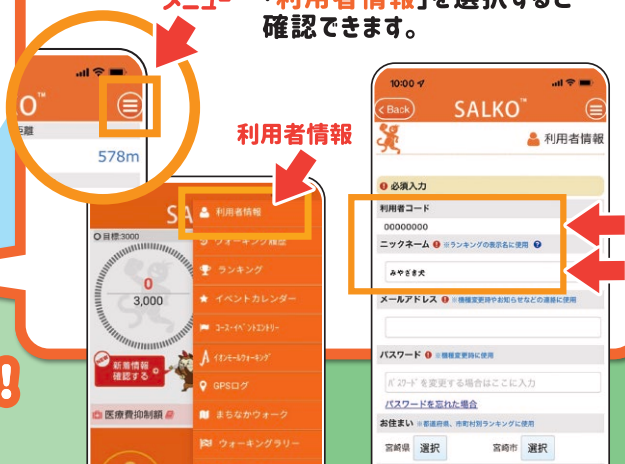 メニュー
「利用者情報」を選択すると
確認できます。
距離
578m
利用者情報
SA
目標:3000
0
3,000
新着情報
確認する
医療費抑制額
利用者情報
ウォーキング履歴
ランキング
イベントカレンダー
コース・イベントエントリー
イオンモールウォーキング
GPSログ
まちなかウォーク
ウォーキングラリー
10:00
< Back
SALKO™
利用者情報
必須入力
利用者コード
00000000
ニックネーム ※ランキングの表示名に使用
みやざき犬
メールアドレス ※機種変更時やお知らせなどの連絡に使用
パスワード ※機種変更時に使用
パスワードを変更する場合はここに入力
パスワードを忘れた場合
お住まい ※都道府県、市町村別ランキングに使用
宮崎県 選択 宮崎市 選択